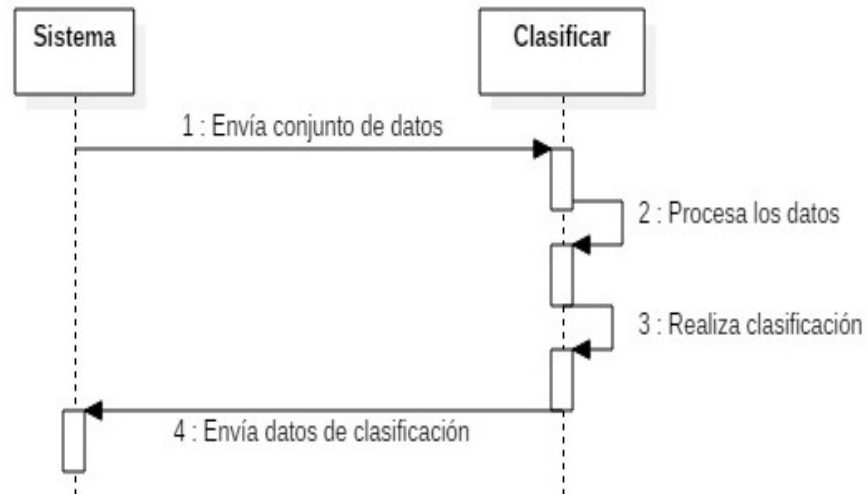 Sistema
Clasificar
1 : Envía conjunto de datos
2 : Procesa los datos
3 : Realiza clasificación
4 : Envía datos de clasificación